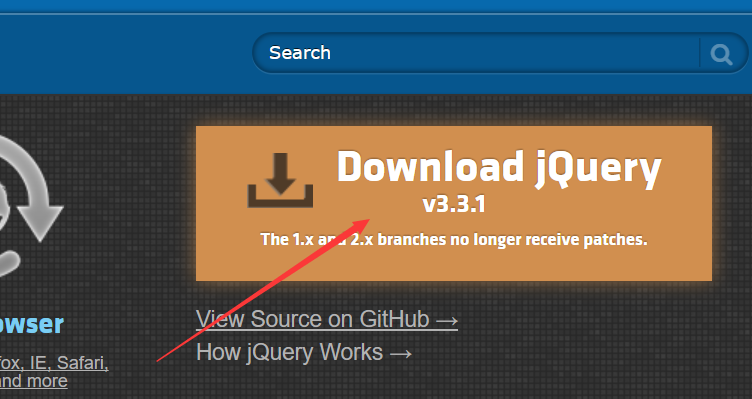 Search
Download jQuery
v3.3.1
The 1.x and 2.x branches no longer receive patches.
View Source on GitHub →
How jQuery Works →
owser
fox, IE, Safari,
and more